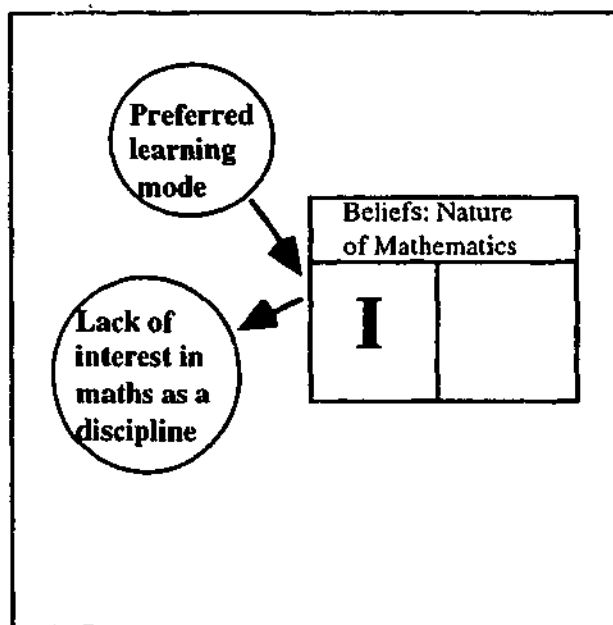 Preferred
learning
mode
Beliefs: Nature
of Mathematics
I
Lack of
interest in
maths as a
discipline